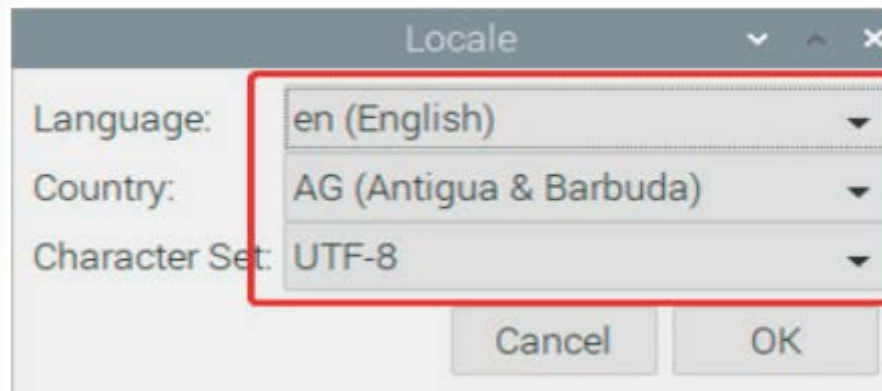 Locale
Language: en (English)
Country: AG (Antigua & Barbuda)
Character Set: UTF-8
Cancel OK